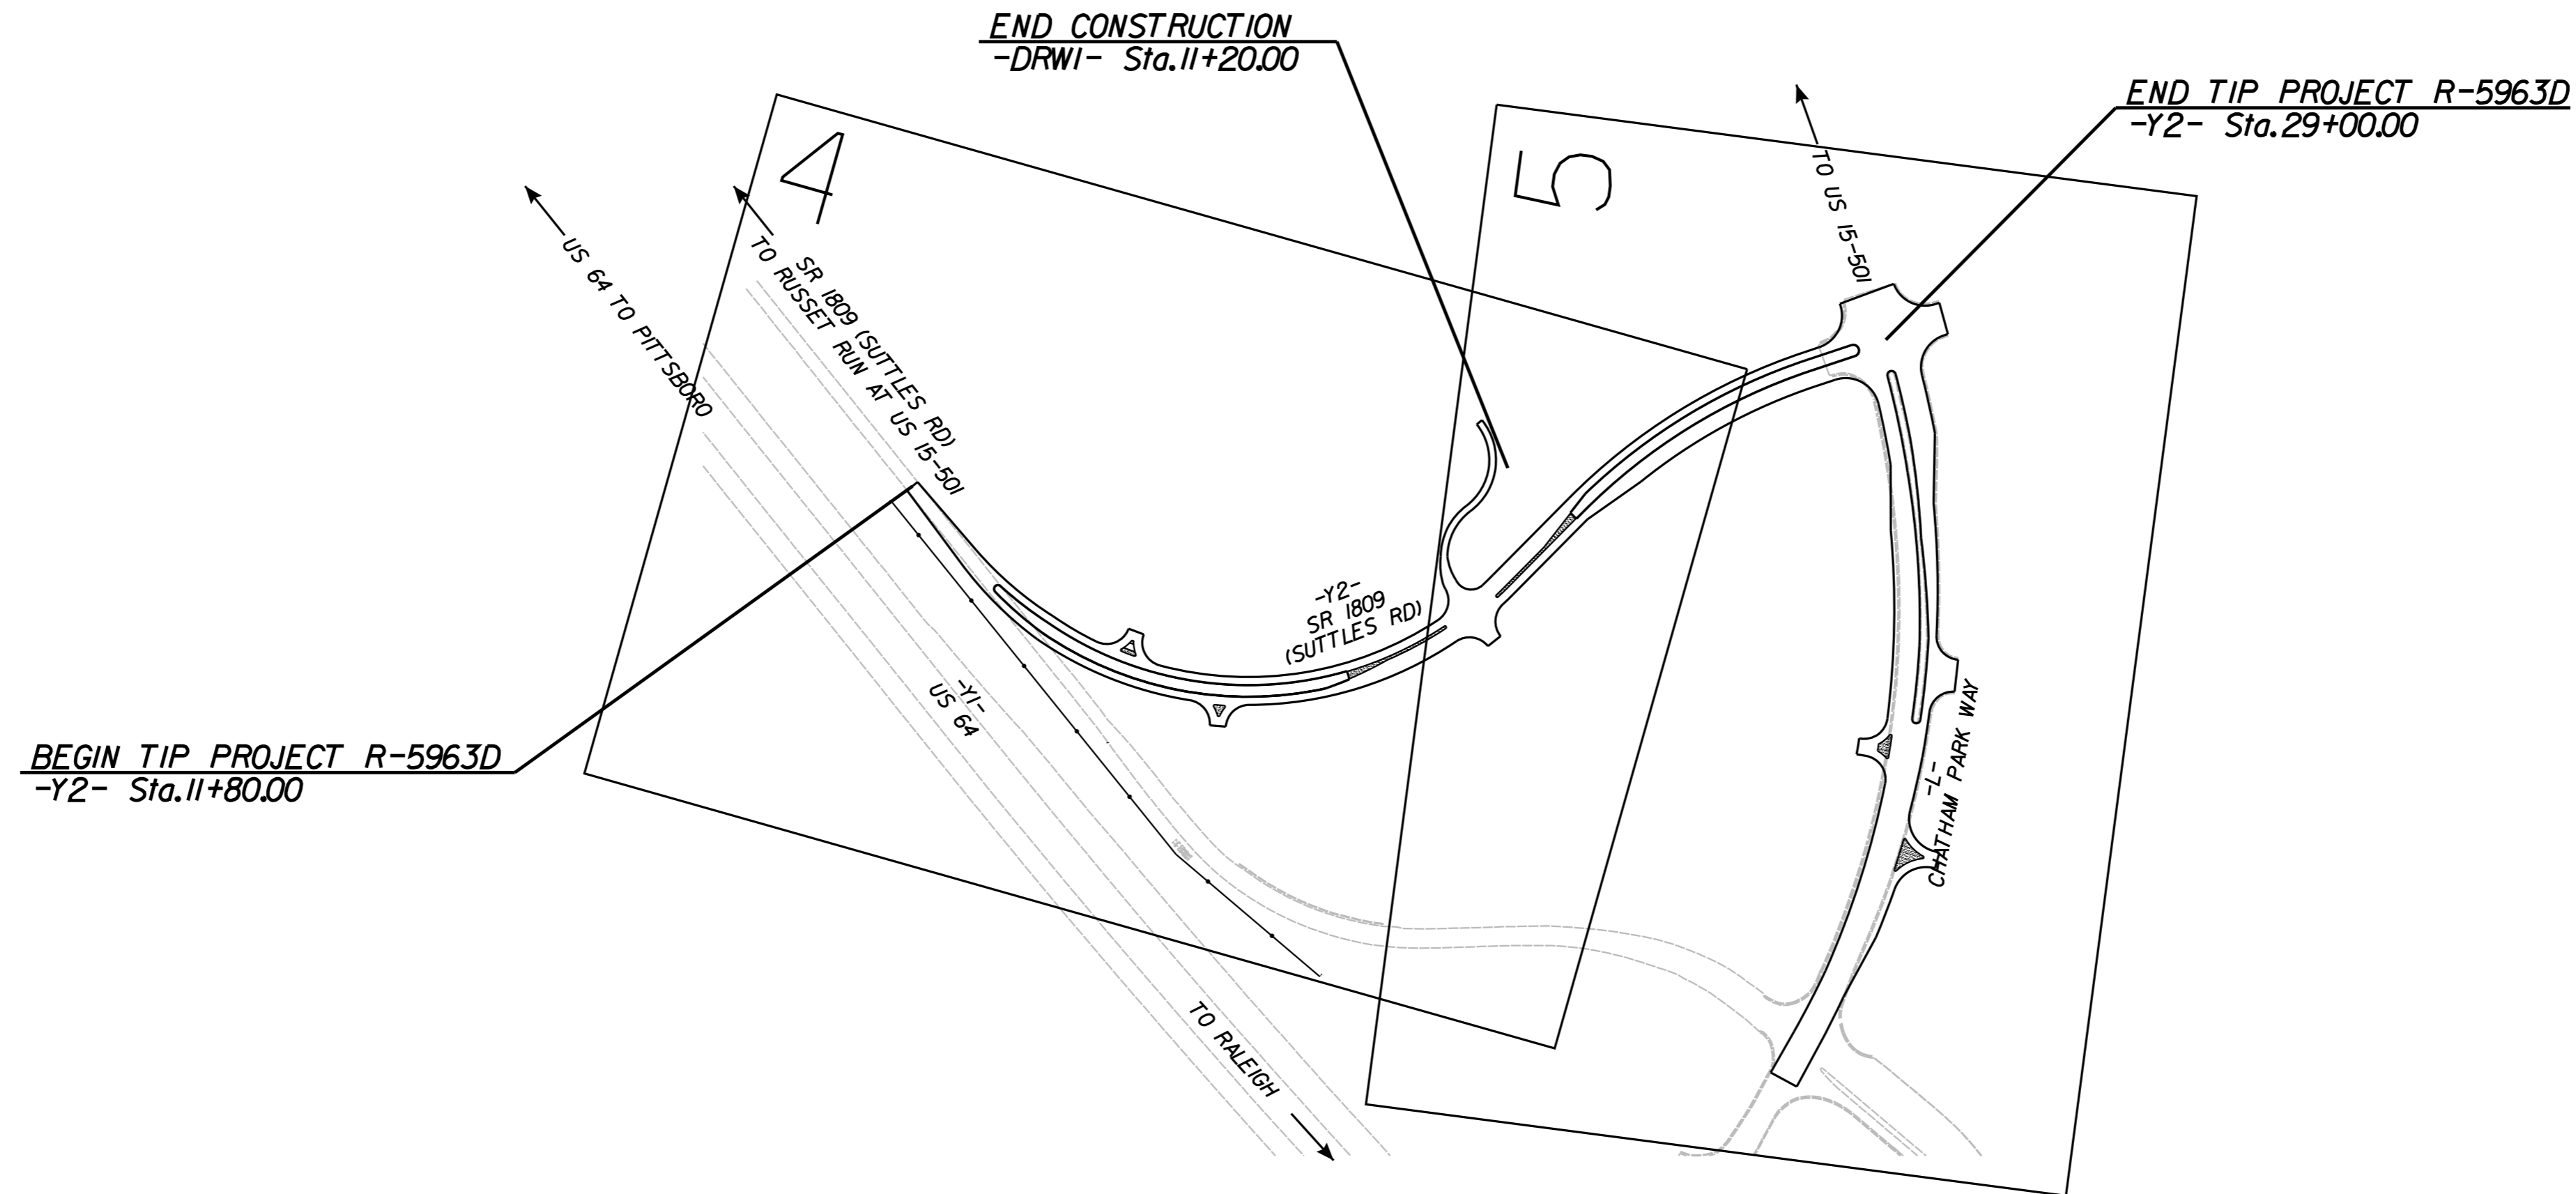 END CONSTRUCTION
-DRW1- Sta.11+20.00
END TIP PROJECT R-5963D
-Y2- Sta.29+00.00
4
5
TO US 15-501
US 64 TO PITTSBORO
SR 1809 (SUTTLES RD)
TO RUSSET RUN AT US 15-501
-Y2-
SR 1809
(SUTTLES RD)
-Y1-
US 64
BEGIN TIP PROJECT R-5963D
-Y2- Sta.11+80.00
-L-
CHATHAM PARK WAY
TO RALEIGH